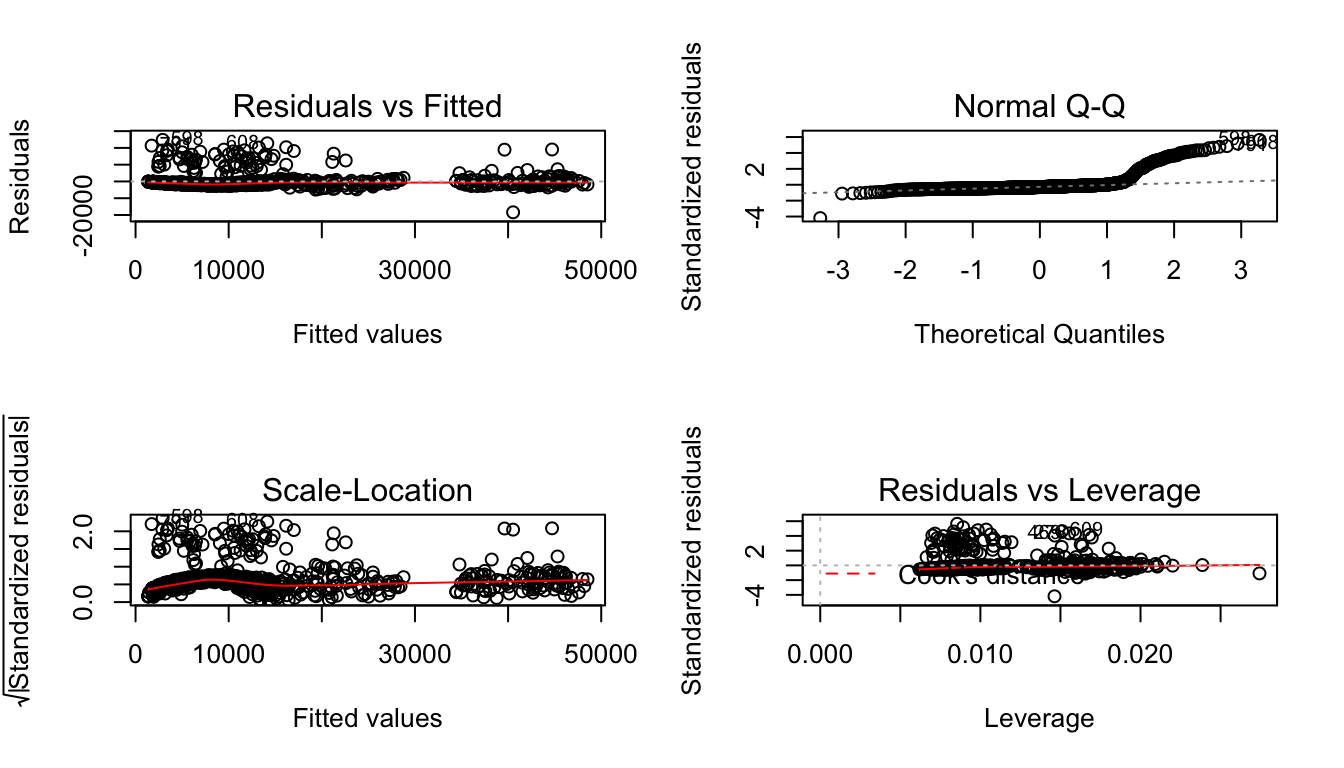 Residuals vs Fitted
Residuals
-20000
598
608
0 10000 30000 50000
Fitted values
Normal Q-Q
Standardized residuals
-4 2
-3 -2 -1 0 1 2 3
Theoretical Quantiles
Scale-Location
√|Standardized residuals|
0.0 2.0
598
608
0 10000 30000 50000
Fitted values
Residuals vs Leverage
Standardized residuals
-4 2
609
Cook's distance
0.000 0.010 0.020
Leverage